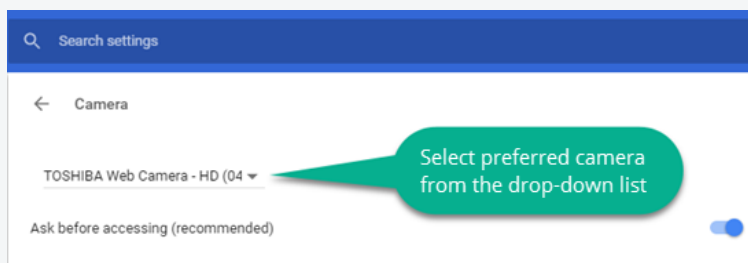 Search settings
Camera
TOSHIBA Web Camera - HD (04
Select preferred camera
from the drop-down list
Ask before accessing (recommended)